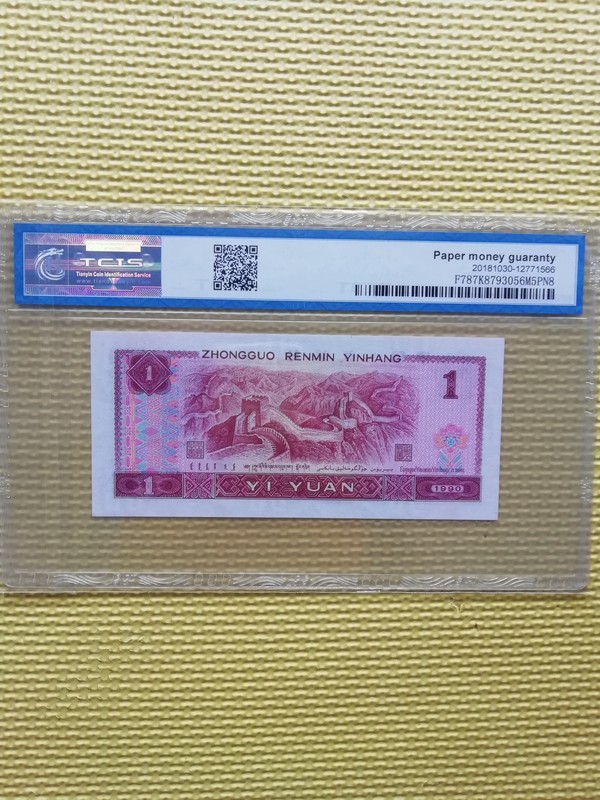 TCIS
Tianyin Coin Identification Service
Paper money guaranty
20181030-12771566
F787K8793056M5PN8
ZHONGGUO RENMIN YINHANG
1
1
1
YI YUAN
1990